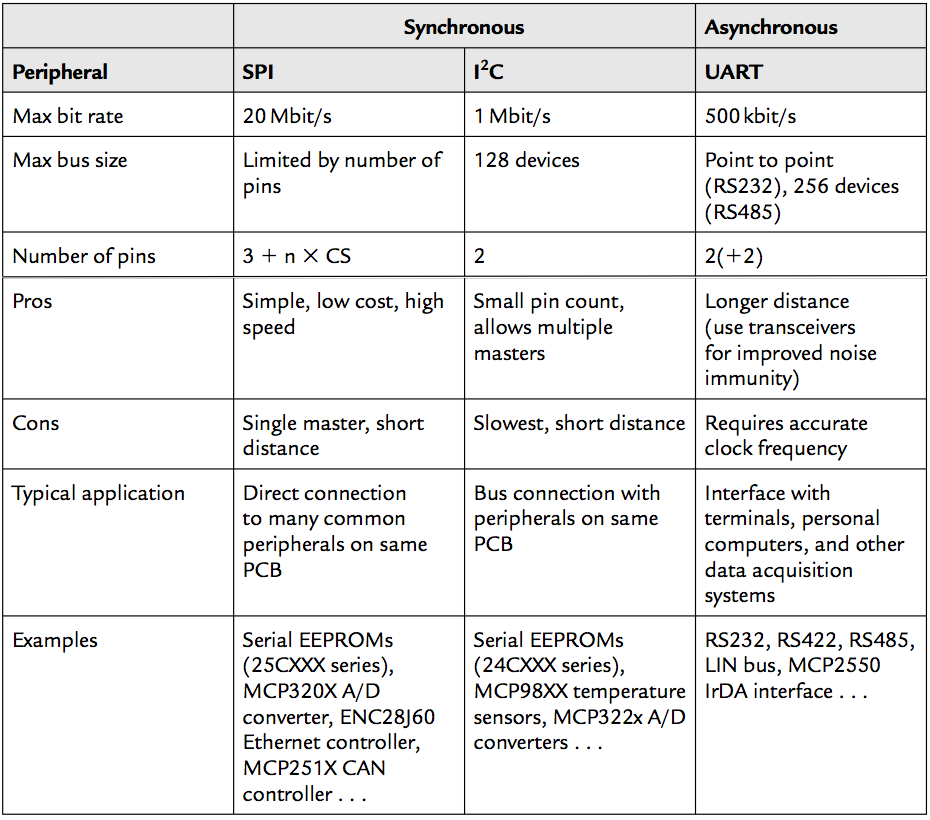 Synchronous
Asynchronous
Peripheral
SPI
I²C
UART
Max bit rate
20 Mbit/s
1 Mbit/s
500 kbit/s
Max bus size
Limited by number of
pins
128 devices
Point to point
(RS232), 256 devices
(RS485)
Number of pins
3 + n × CS
2
2(+2)
Pros
Simple, low cost, high
speed
Small pin count,
allows multiple
masters
Longer distance
(use transceivers
for improved noise
immunity)
Cons
Single master, short
distance
Slowest, short distance
Requires accurate
clock frequency
Typical application
Direct connection
to many common
peripherals on same
PCB
Bus connection with
peripherals on same
PCB
Interface with
terminals, personal
computers, and other
data acquisition
systems
Examples
Serial EEPROMs
(25CXXX series),
MCP320X A/D
converter, ENC28J60
Ethernet controller,
MCP251X CAN
controller . . .
Serial EEPROMs
(24CXXX series),
MCP98XX temperature
sensors, MCP322x A/D
converters . . .
RS232, RS422, RS485,
LIN bus, MCP2550
IrDA interface . . .